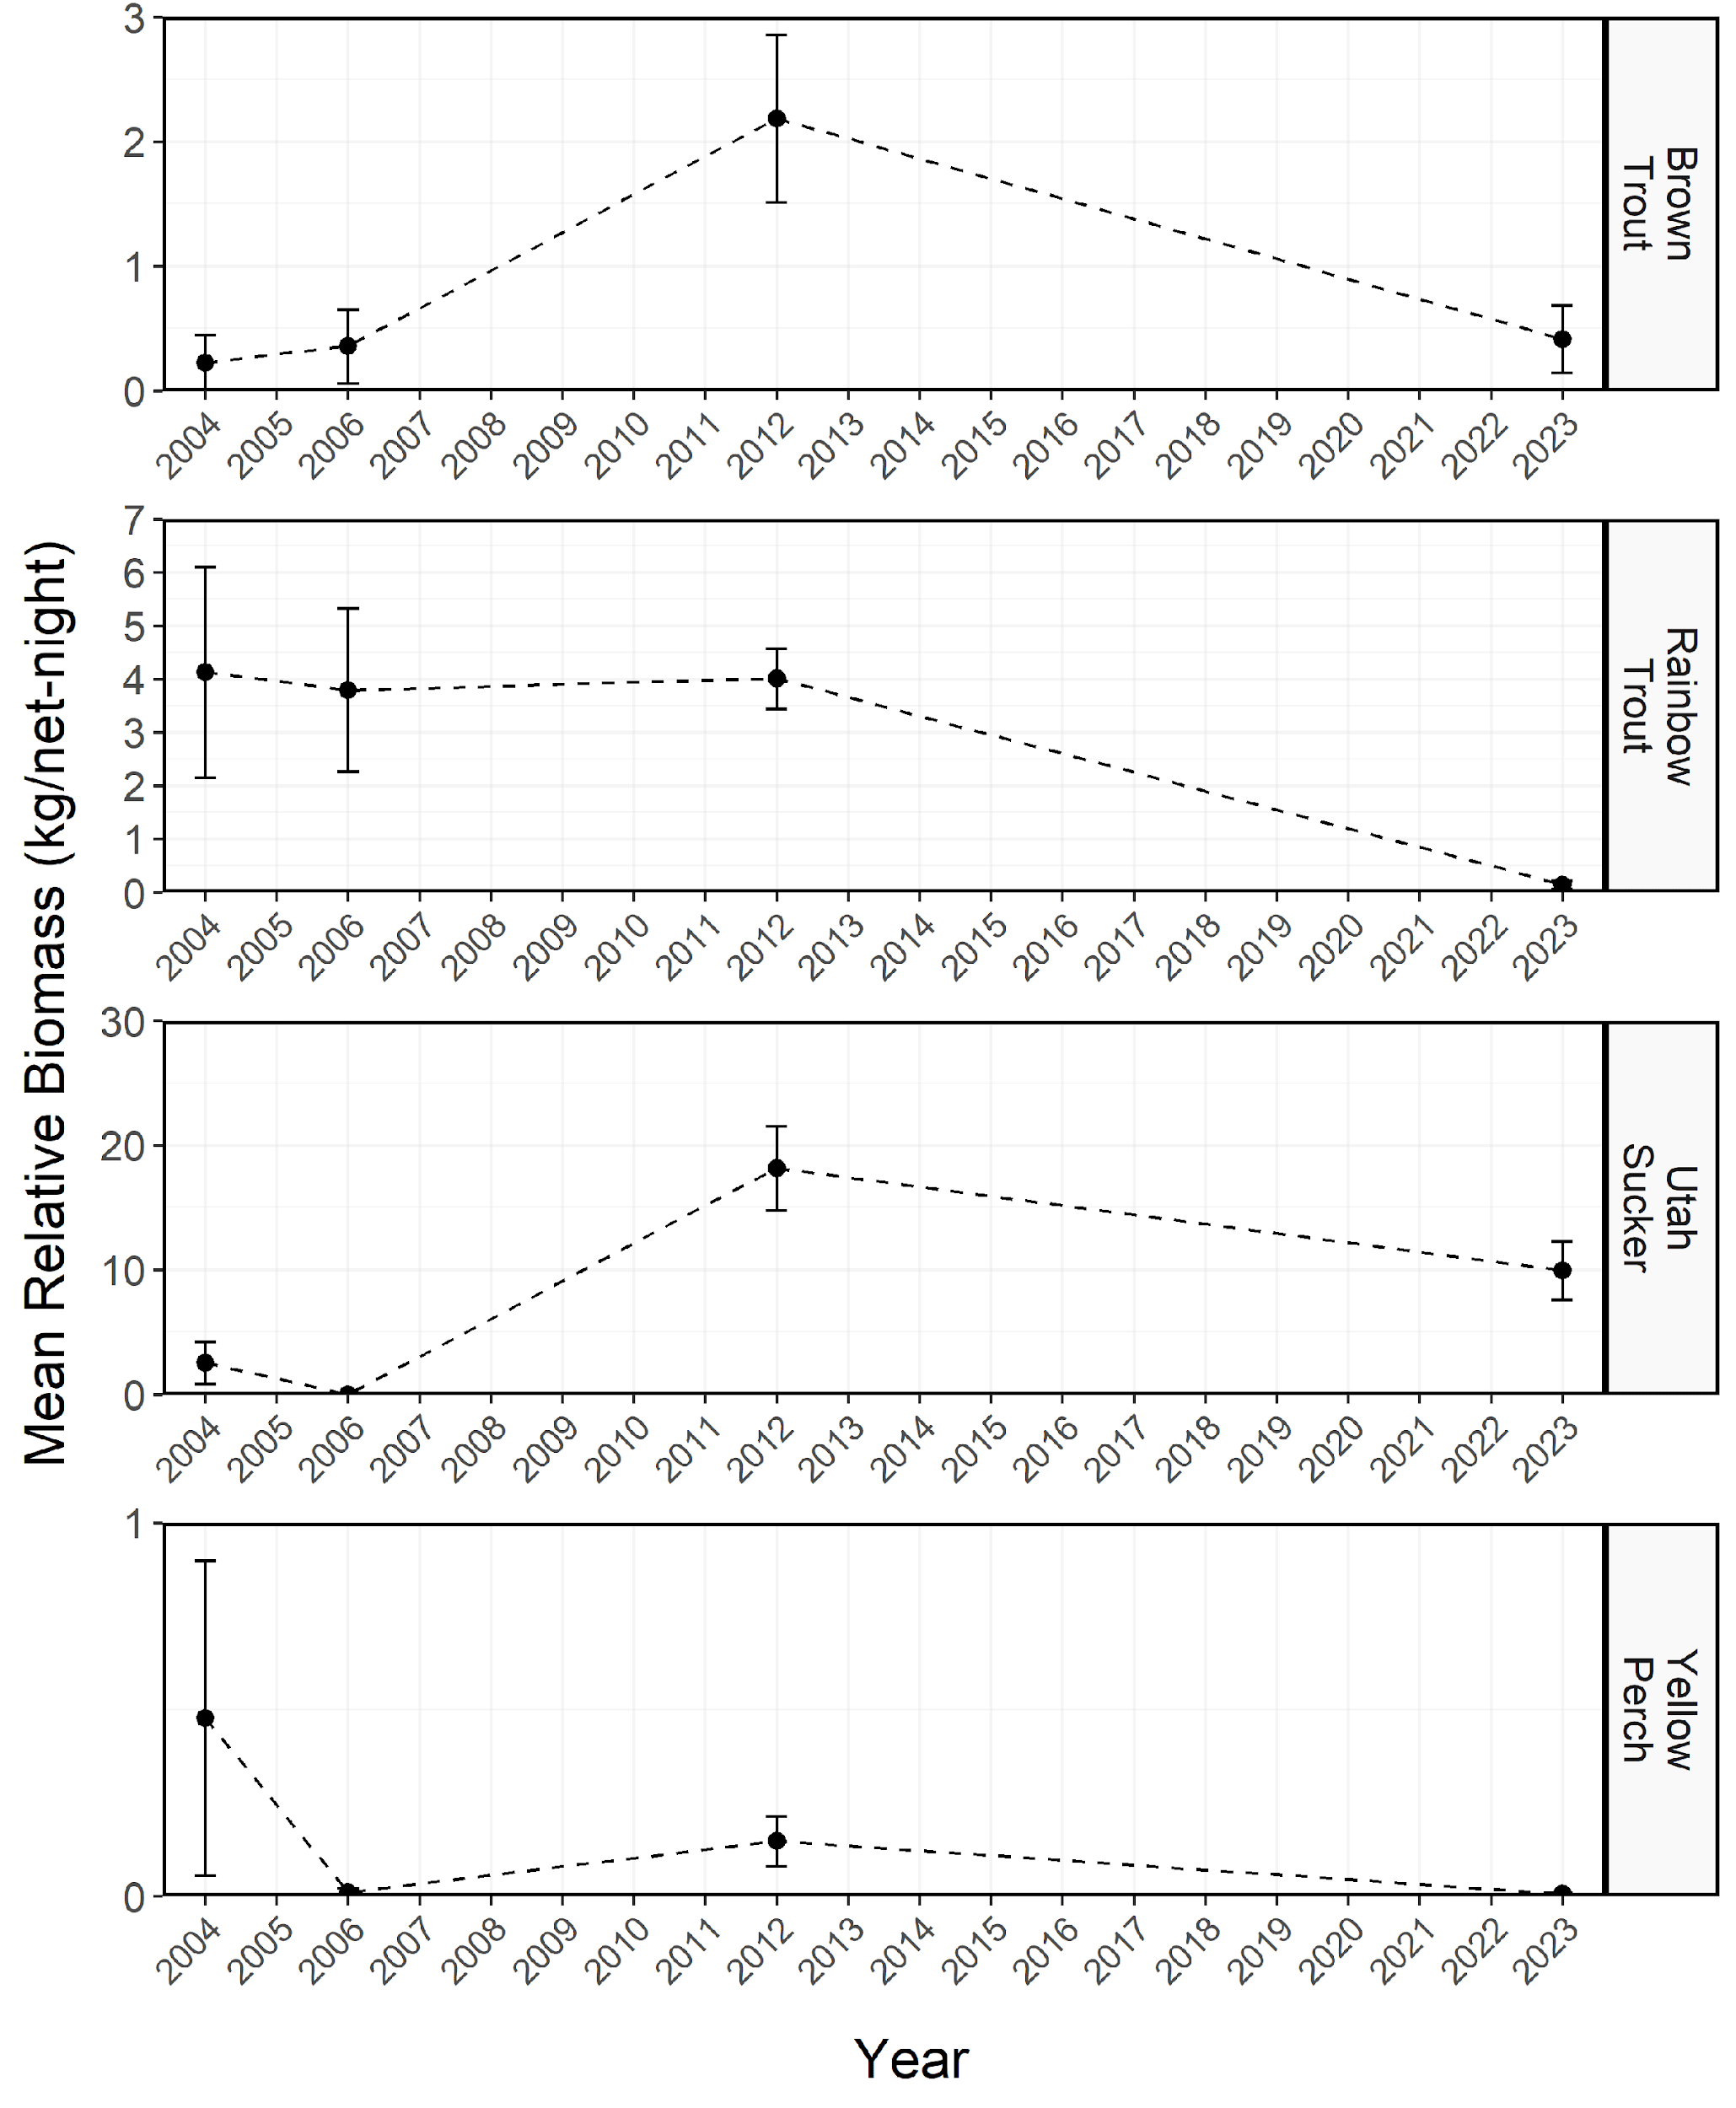 Mean Relative Biomass (kg/net-night)
3
2
1
0
2004 2005 2006 2007 2008 2009 2010 2011 2012 2013 2014 2015 2016 2017 2018 2019 2020 2021 2022 2023
Brown
Trout
7
6
5
4
3
2
1
0
2004 2005 2006 2007 2008 2009 2010 2011 2012 2013 2014 2015 2016 2017 2018 2019 2020 2021 2022 2023
Rainbow
Trout
30
20
10
0
2004 2005 2006 2007 2008 2009 2010 2011 2012 2013 2014 2015 2016 2017 2018 2019 2020 2021 2022 2023
Utah
Sucker
1
0
2004 2005 2006 2007 2008 2009 2010 2011 2012 2013 2014 2015 2016 2017 2018 2019 2020 2021 2022 2023
Yellow
Perch
Year